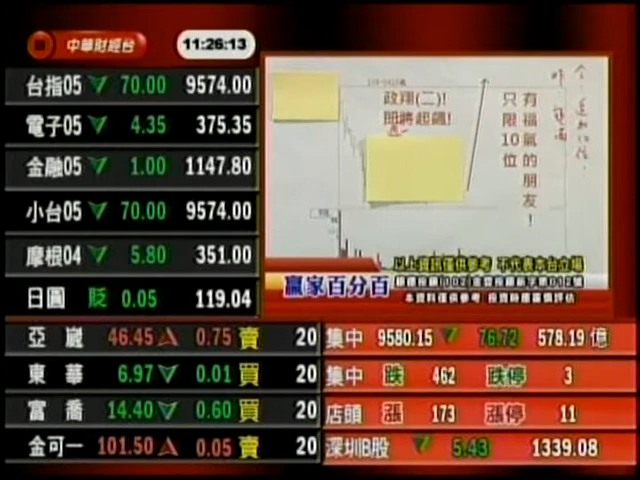 中華財經台
11:26:13
台指05 70.00 9574.00
電子05 4.35 375.35
金融05 1.00 1147.80
小台05 70.00 9574.00
摩根04 5.80 351.00
日圓 貶 0.05 119.04
政翔(二)!
即將起飆!
有福氣的朋友!
只限10位
以上資訊僅供參考 不代表本台立場
贏家百分百
本資料僅供參考 投資時應審慎評估
亞崴 46.45 0.75 賣 20
東華 6.97 0.01 買 20
富喬 14.40 0.60 買 20
金可一 101.50 0.05 賣 20
集中 9580.15 76.72 578.19 億
集中 跌 462 跌停 3
店頭 漲 173 漲停 11
深圳B股 5.43 1339.08